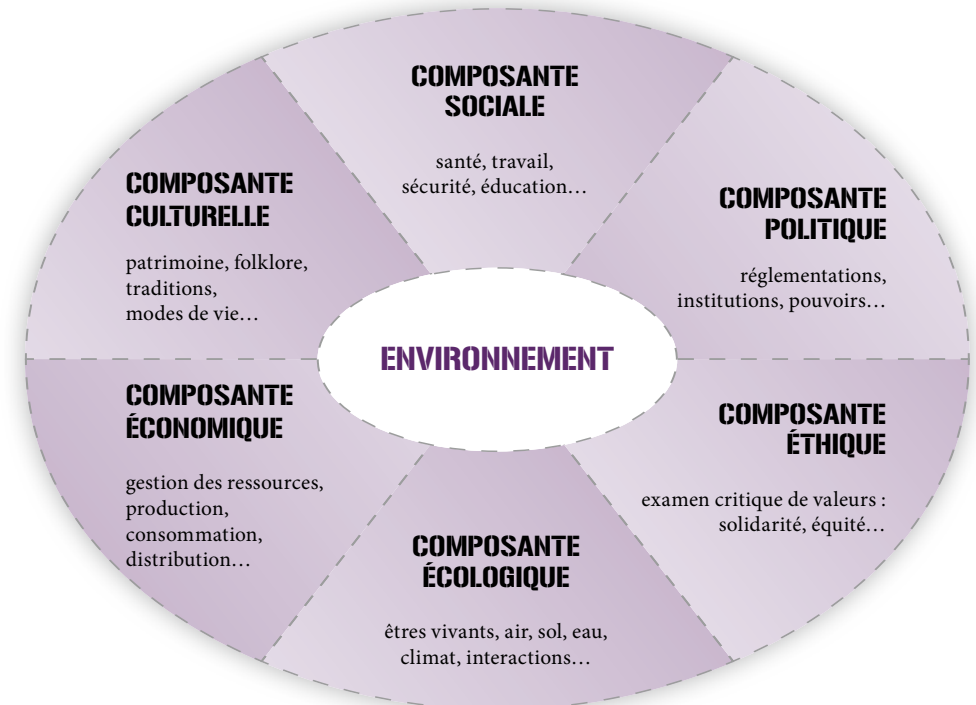 COMPOSANTE
SOCIALE
santé, travail,
sécurité, éducation…
COMPOSANTE
CULTURELLE
patrimoine, folklore,
traditions,
modes de vie…
COMPOSANTE
POLITIQUE
réglementations,
institutions, pouvoirs…
ENVIRONNEMENT
COMPOSANTE
ÉCONOMIQUE
gestion des ressources,
production,
consommation,
distribution…
COMPOSANTE
ÉTHIQUE
examen critique de valeurs :
solidarité, équité…
COMPOSANTE
ÉCOLOGIQUE
êtres vivants, air, sol, eau,
climat, interactions…